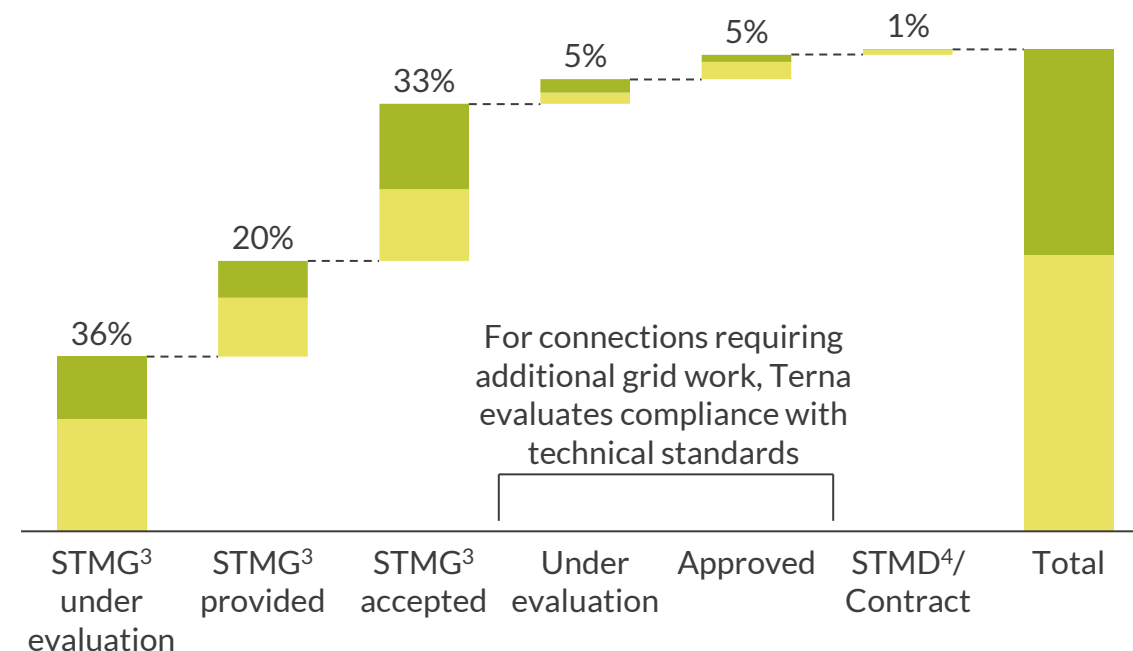 36%
20%
33%
5%
5%
1%
For connections requiring
additional grid work, Terna
evaluates compliance with
technical standards
STMG³
under
evaluation
STMG³
provided
STMG³
accepted
Under
evaluation
Approved
STMD⁴/
Contract
Total